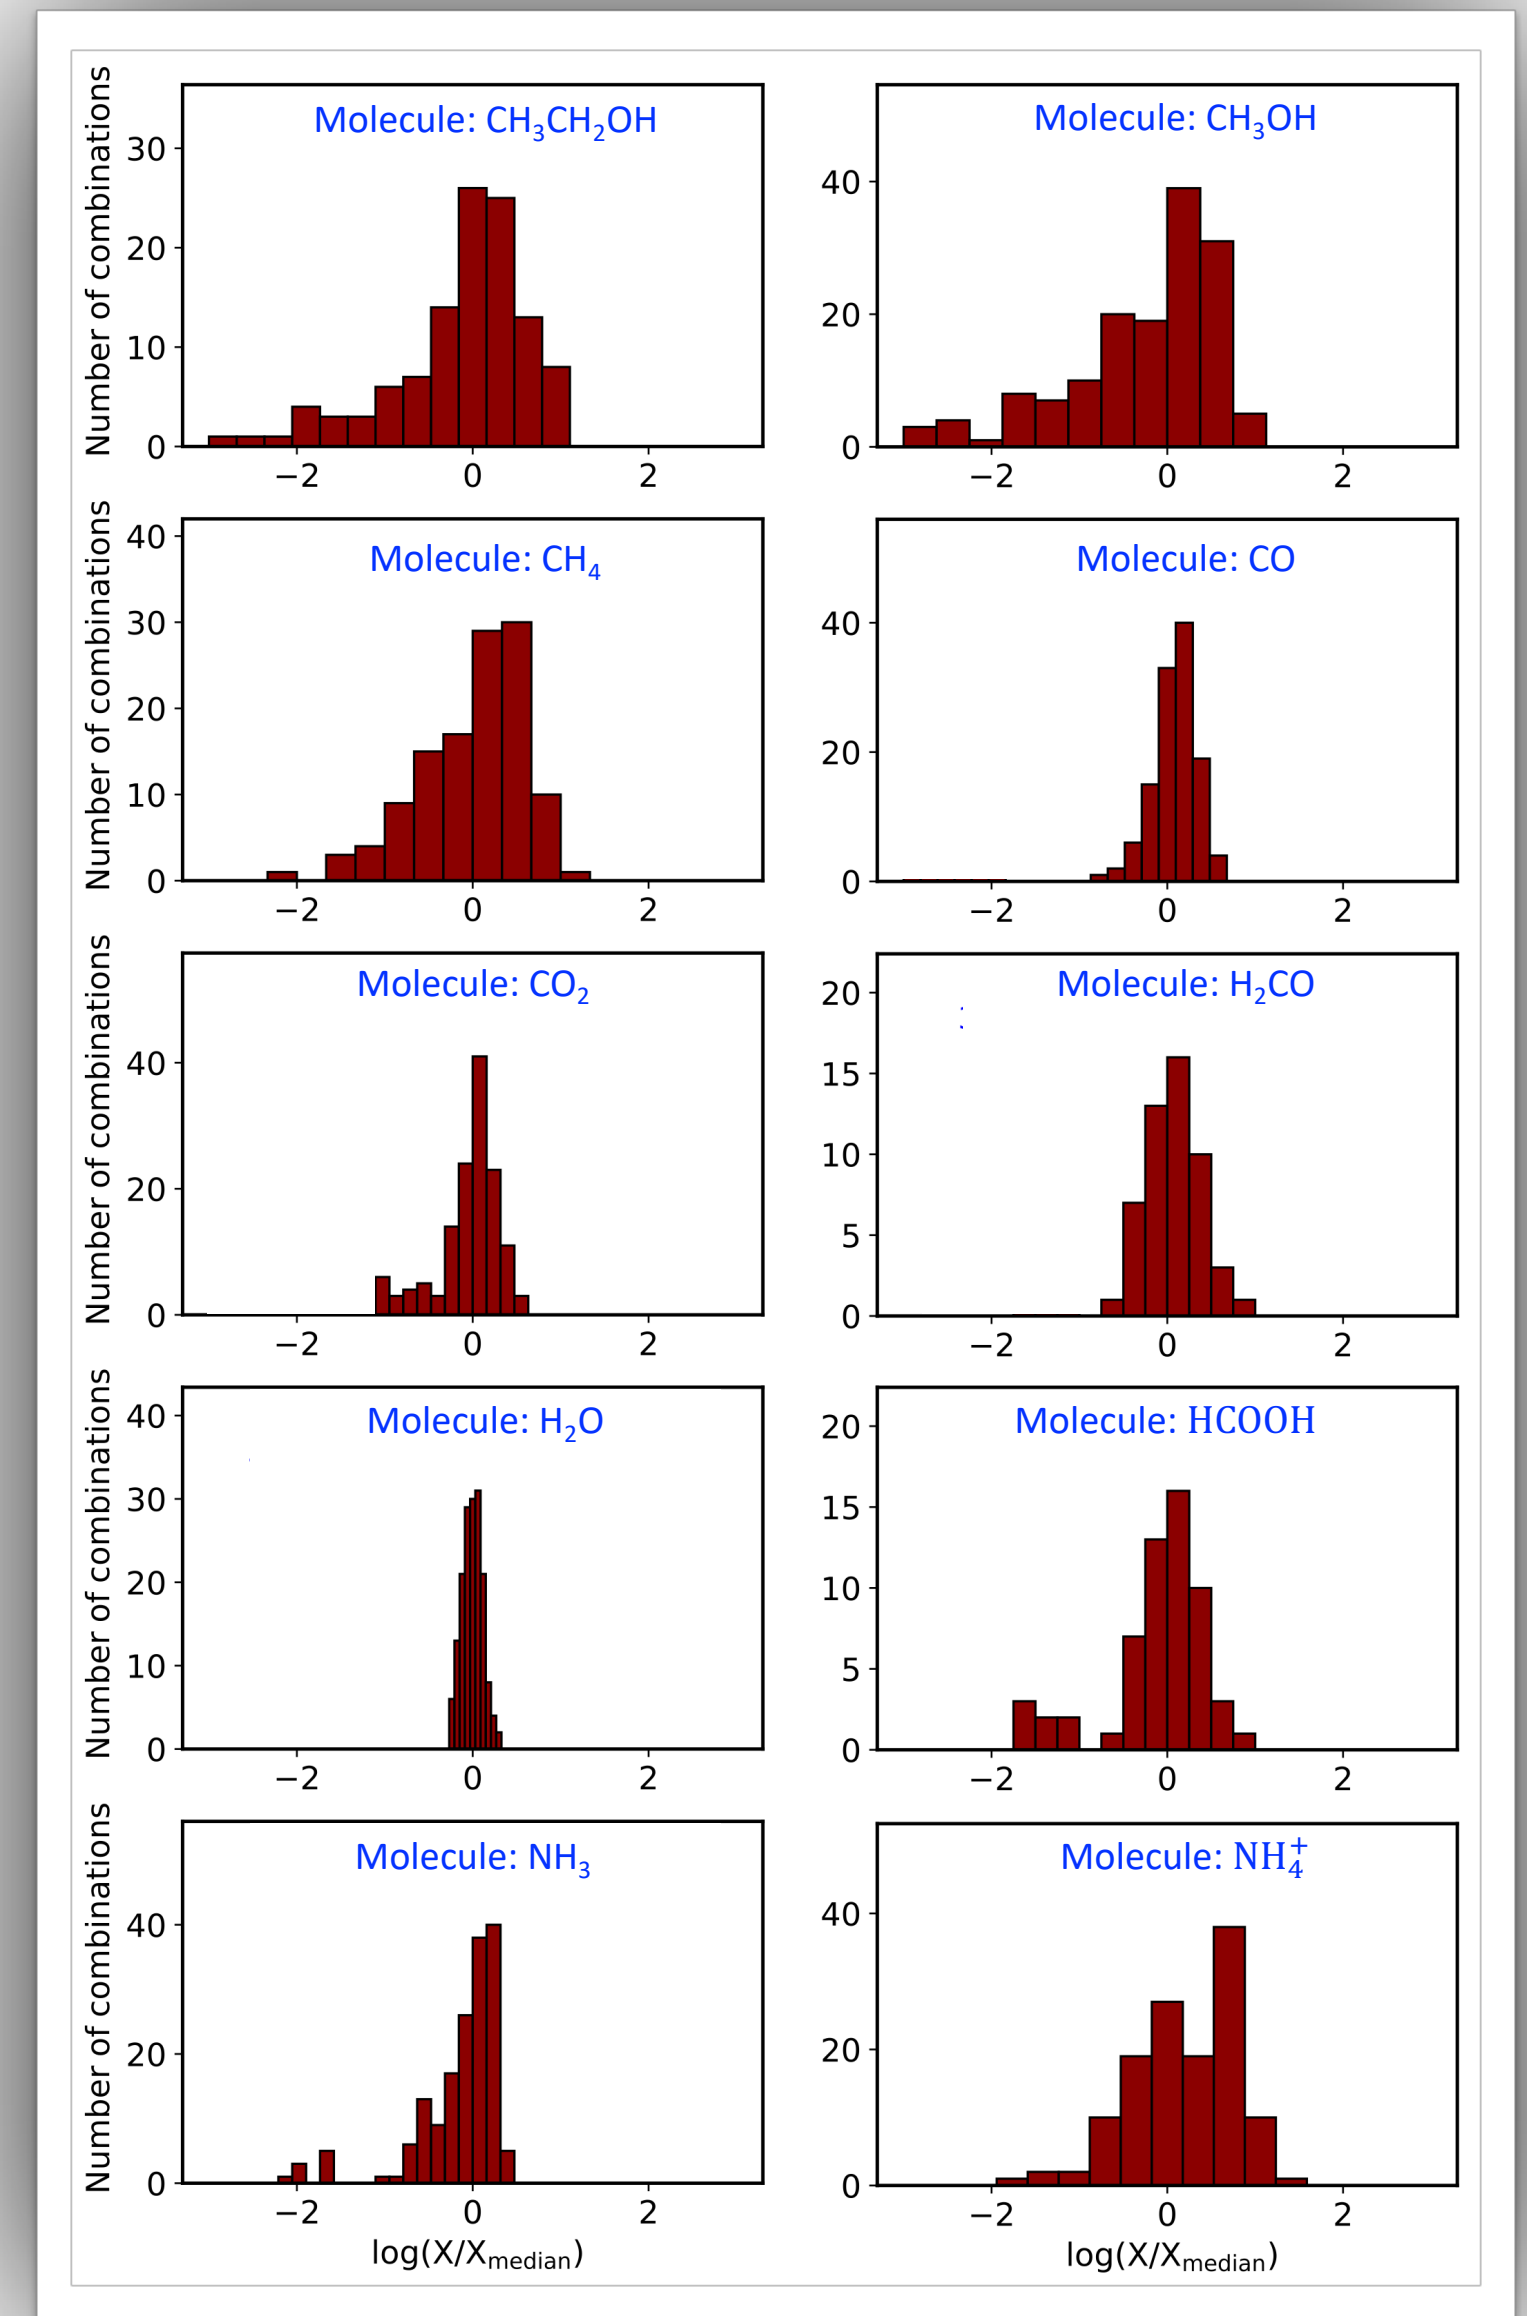 Number of combinations
Molecule: CH₃CH₂OH
30
20
10
0
−2 0 2
Molecule: CH₃OH
40
20
0
−2 0 2
Number of combinations
Molecule: CH₄
40
30
20
10
0
−2 0 2
Molecule: CO
40
20
0
−2 0 2
Number of combinations
Molecule: CO₂
40
20
0
−2 0 2
Molecule: H₂CO
20
15
10
5
0
−2 0 2
Number of combinations
Molecule: H₂O
40
30
20
10
0
−2 0 2
Molecule: HCOOH
20
15
10
5
0
−2 0 2
Number of combinations
Molecule: NH₃
40
20
0
−2 0 2
log(X/Xmedian)
Molecule: NH₄⁺
40
20
0
−2 0 2
log(X/Xmedian)